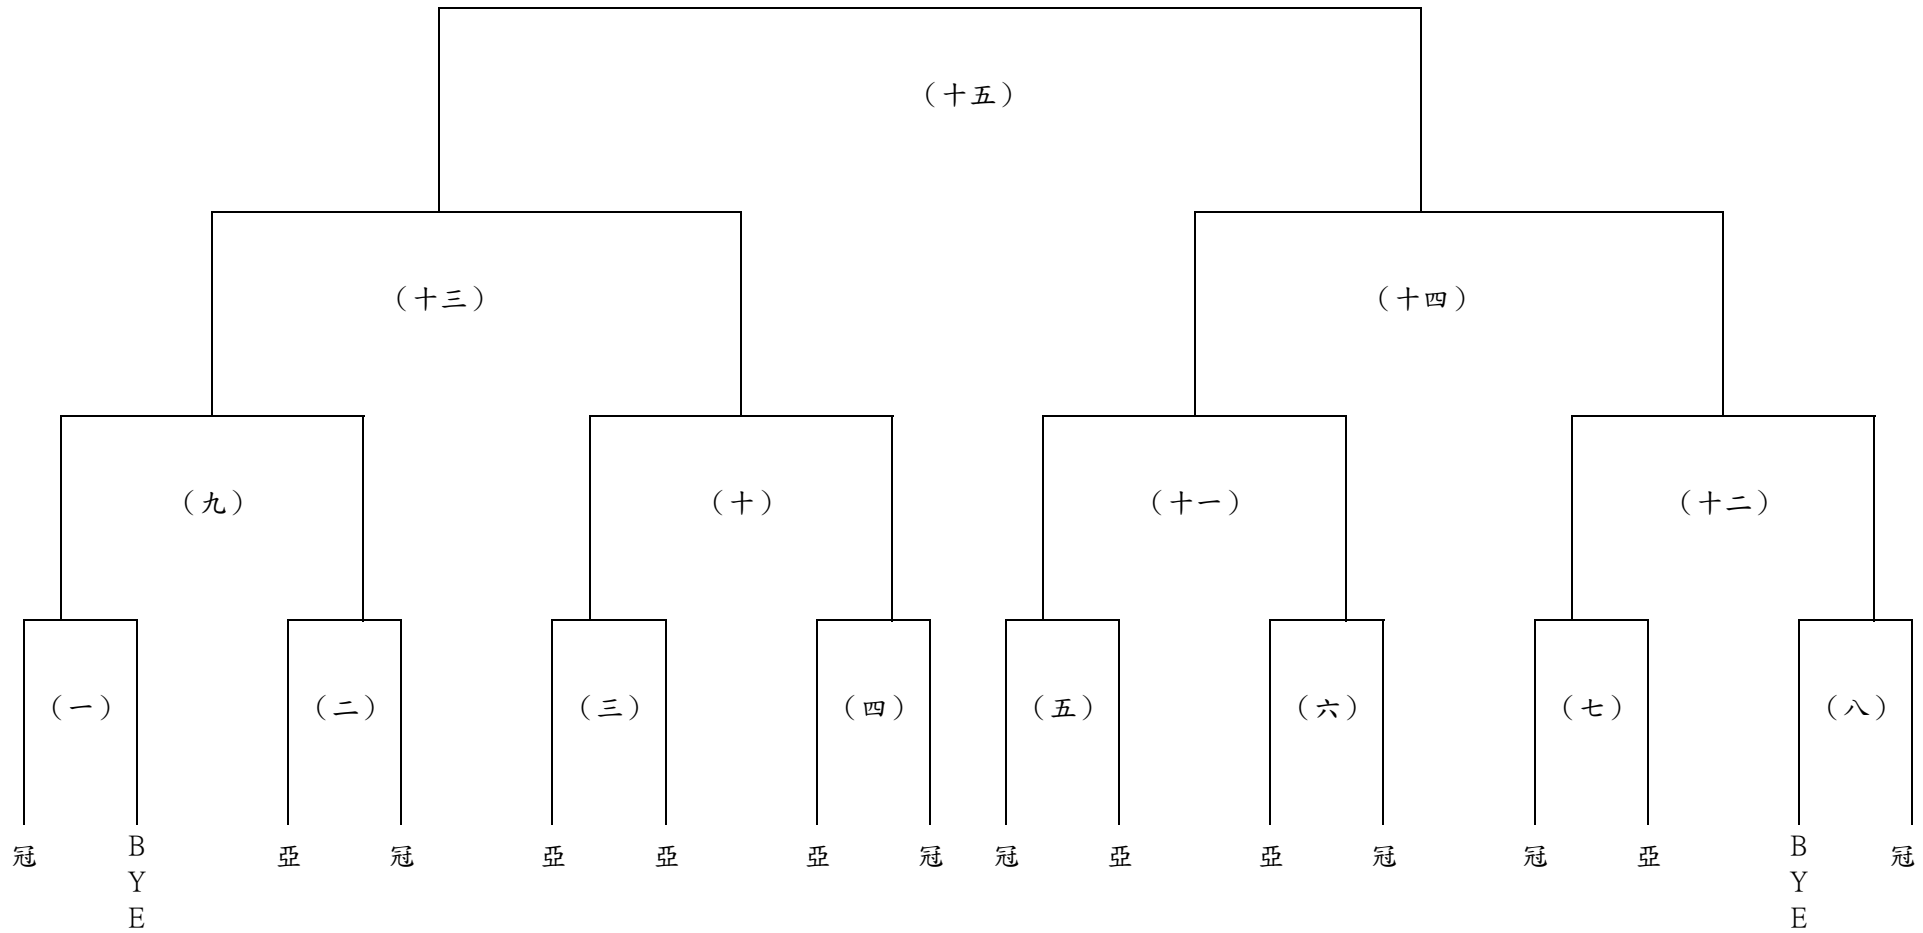 （十五）
（十三）
（十四）
（九）
（十）
（十一）
（十二）
（一）
（二）
（三）
（四）
（五）
（六）
（七）
（八）
冠
BYE
亞
冠
亞
亞
亞
冠
冠
亞
亞
冠
冠
亞
BYE
冠